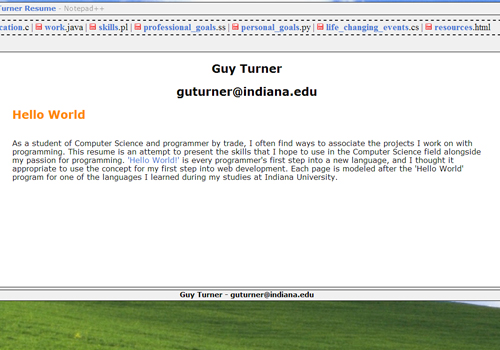 Turner Resume - Notepad++
cation.c | work.java | skills.pl | professional_goals.ss | personal_goals.py | life_changing_events.cs | resources.html
Guy Turner
guturner@indiana.edu
Hello World
As a student of Computer Science and programmer by trade, I often find ways to associate the projects I work on with
programming. This resume is an attempt to present the skills that I hope to use in the Computer Science field alongside
my passion for programming. 'Hello World!' is every programmer's first step into a new language, and I thought it
appropriate to use the concept for my first step into web development. Each page is modeled after the 'Hello World'
program for one of the languages I learned during my studies at Indiana University.
Guy Turner - guturner@indiana.edu